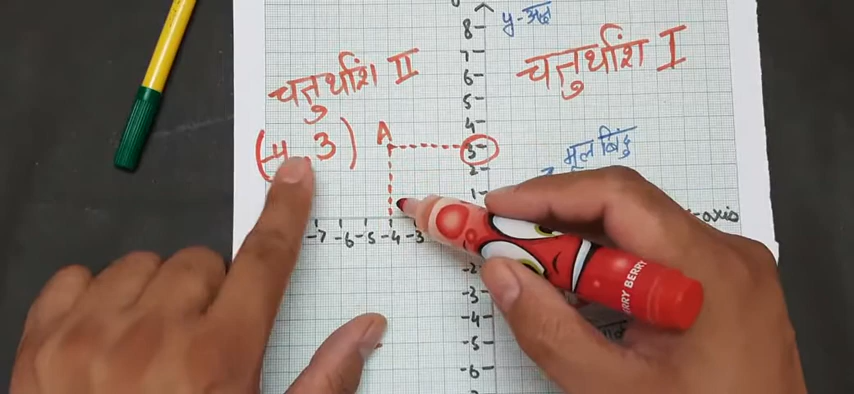 y-अक्ष
8
7
चतुर्थांश II
चतुर्थांश I
6
5
4
(-4, 3)
A
3
मूल बिंदु
2
1
-axis
-7 -6 -5 -4 -3
-2
-3
-4
-5
-6
RRY BERRY